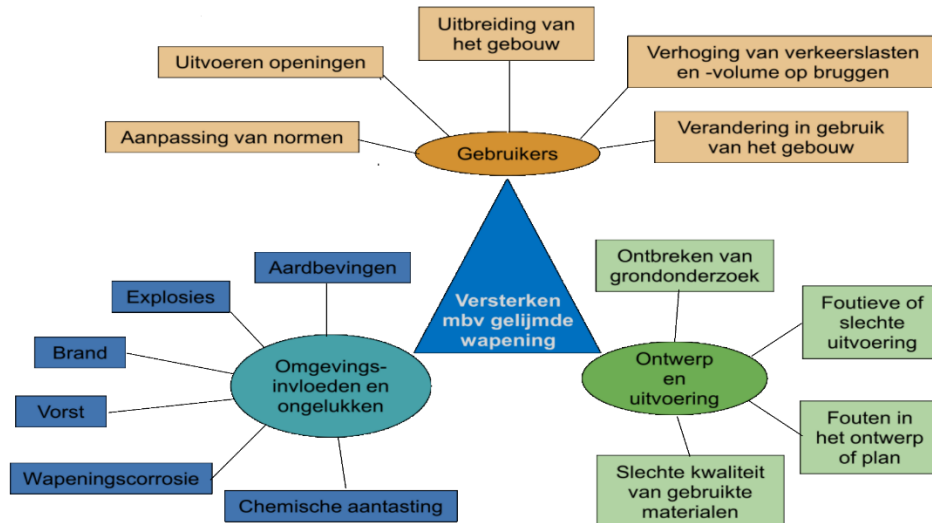 Uitbreiding van
het gebouw
Uitvoeren openingen
Verhoging van verkeerslasten
en -volume op bruggen
Aanpassing van normen
Gebruikers
Verandering in gebruik
van het gebouw
Aardbevingen
Explosies
Brand
Vorst
Wapeningscorrosie
Chemische aantasting
Omgevings-
invloeden en
ongelukken
Versterken
mbv gelijmde
wapening
Ontbreken van
grondonderzoek
Foutieve of
slechte
uitvoering
Ontwerp
en
uitvoering
Fouten in
het ontwerp
of plan
Slechte kwaliteit
van gebruikte
materialen